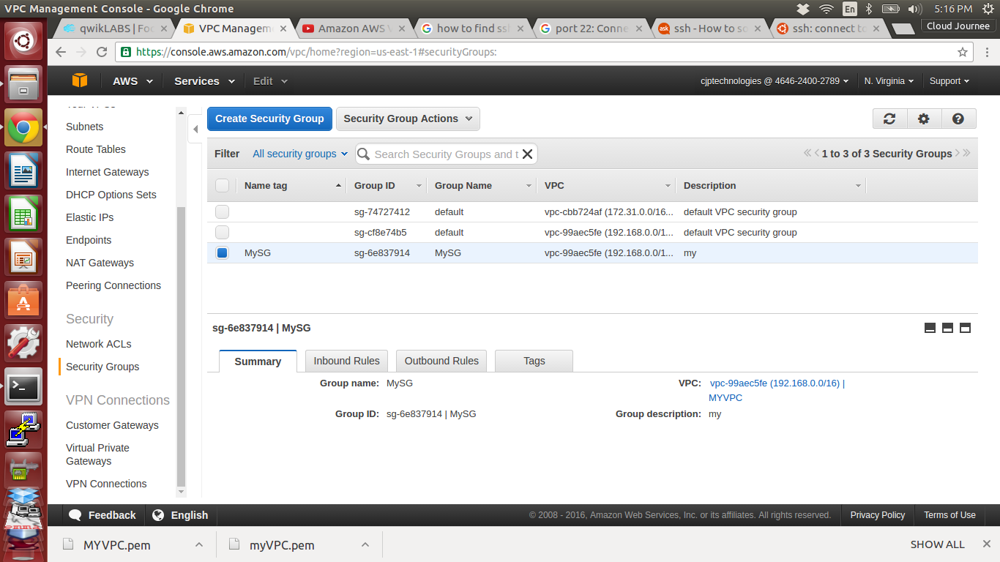 VPC Management Console - Google Chrome
En
5:16 PM
qwikLABS | Foc
VPC Managem
Amazon AWS V
how to find ssh
port 22: Conne
ssh - How to so
ssh: connect to
Cloud Journee
https://console.aws.amazon.com/vpc/home?region=us-east-1#securityGroups:
AWS
Services
Edit
cjptechnologies @ 4646-2400-2789
N. Virginia
Support
Subnets
Route Tables
Internet Gateways
DHCP Options Sets
Elastic IPs
Endpoints
NAT Gateways
Peering Connections
Security
Network ACLs
Security Groups
VPN Connections
Customer Gateways
Virtual Private
Gateways
VPN Connections
Create Security Group
Security Group Actions
Filter All security groups Search Security Groups and t
1 to 3 of 3 Security Groups
Name tag Group ID Group Name VPC Description
sg-74727412 default vpc-cbb724af (172.31.0.0/16... default VPC security group
sg-cf8e74b5 default vpc-99aec5fe (192.168.0.0/1... default VPC security group
MySG sg-6e837914 MySG vpc-99aec5fe (192.168.0.0/1... my
sg-6e837914 | MySG
Summary Inbound Rules Outbound Rules Tags
Group name: MySG
VPC: vpc-99aec5fe (192.168.0.0/16) |
MYVPC
Group ID: sg-6e837914 | MySG
Group description: my
Feedback
English
© 2008 - 2016, Amazon Web Services, Inc. or its affiliates. All rights reserved.
Privacy Policy
Terms of Use
MYVPC.pem
myVPC.pem
SHOW ALL